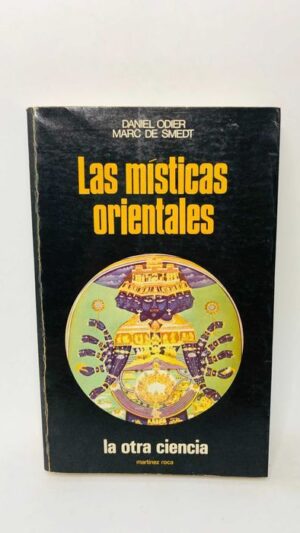 DANIEL ODIER
MARC DE SMEDT
Las místicas
orientales
la otra ciencia
martínez roca